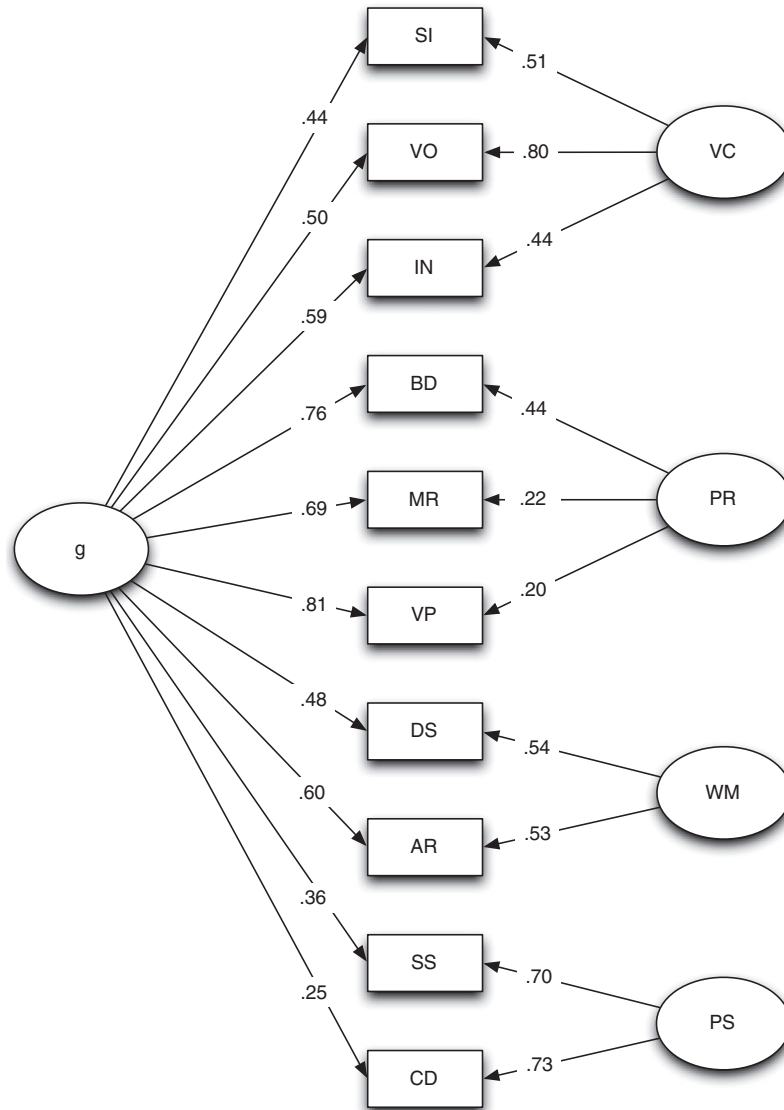 SI
.51
.44
VO
.80
VC
.50
.44
IN
.59
BD
.76
.44
MR
.69
.22
PR
g
.81
VP
.20
.48
DS
.54
.60
WM
AR
.53
.36
SS
.70
.25
PS
CD
.73